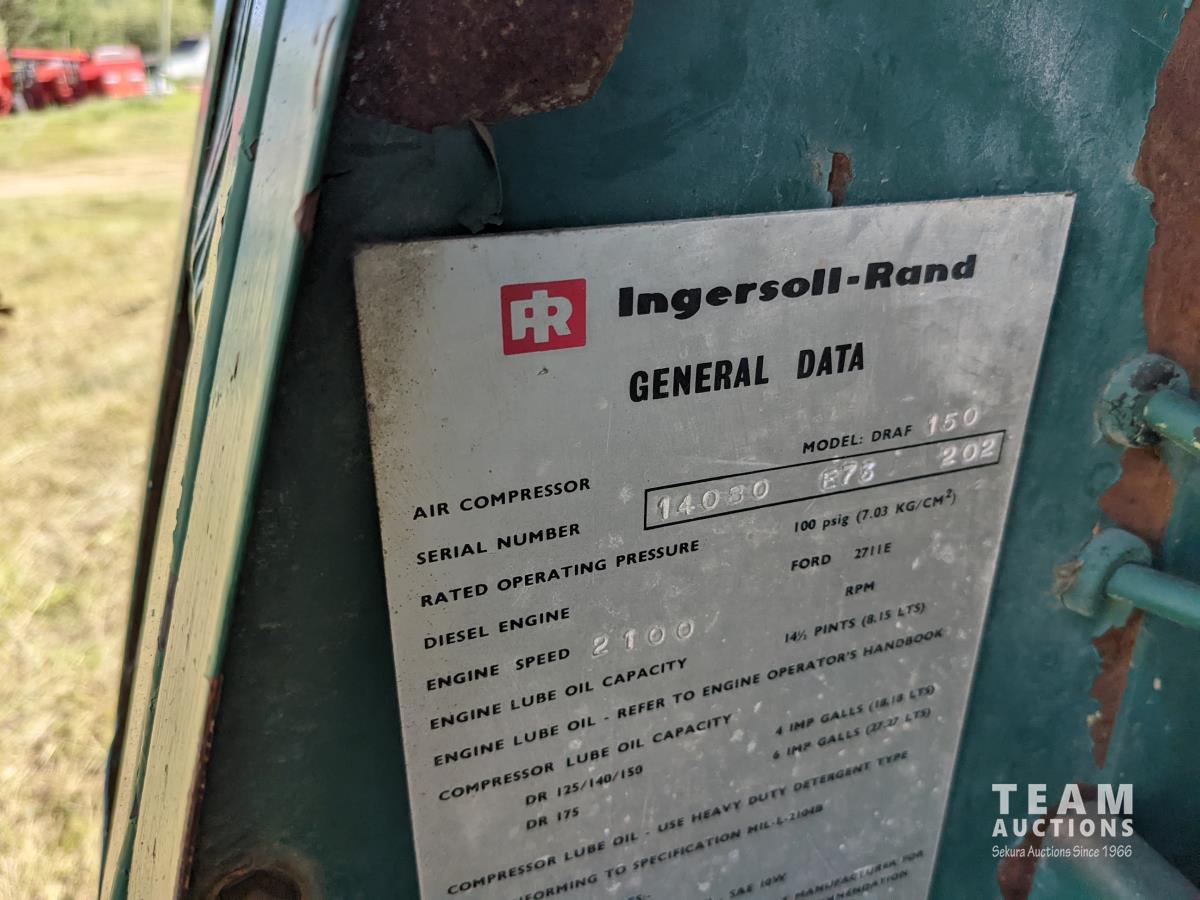 IR Ingersoll-Rand
GENERAL DATA
AIR COMPRESSOR MODEL: DRAF 150
SERIAL NUMBER 14080 E78 202
RATED OPERATING PRESSURE 100 psig (7.03 KG/CM²)
DIESEL ENGINE FORD 2711E
ENGINE SPEED 2100 RPM
ENGINE LUBE OIL CAPACITY 14½ PINTS (8.15 LTS)
ENGINE LUBE OIL - REFER TO ENGINE OPERATOR'S HANDBOOK
COMPRESSOR LUBE OIL CAPACITY
DR 125/140/150 4 IMP GALLS (18.18 LTS)
DR 175 6 IMP GALLS (27.27 LTS)
COMPRESSOR LUBE OIL - USE HEAVY DUTY DETERGENT TYPE
CONFORMING TO SPECIFICATION MIL-L-2104B
SAE 10W
MANUFACTURER FOR
TEAM
AUCTIONS
Sekura Auctions Since 1966